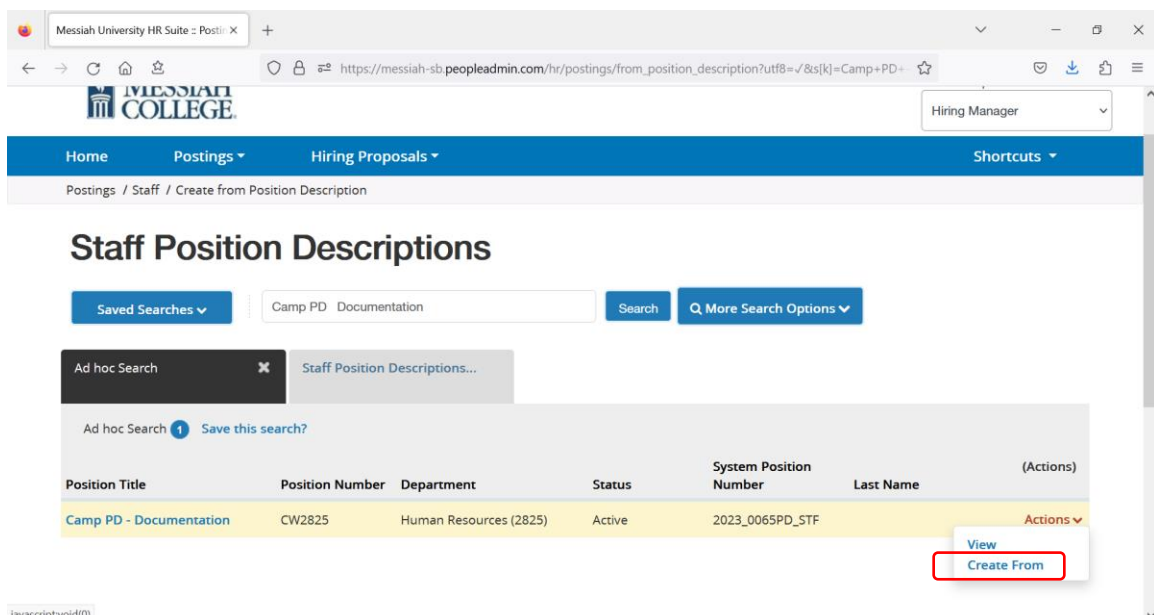 Messiah University HR Suite :: Postin
https://messiah-sb.peopleadmin.com/hr/postings/from_position_description?utf8=✓&s[k]=Camp+PD+
MESSIAH
COLLEGE.
Hiring Manager
Home Postings Hiring Proposals Shortcuts
Postings / Staff / Create from Position Description
Staff Position Descriptions
Saved Searches Camp PD Documentation Search More Search Options
Ad hoc Search Staff Position Descriptions...
Ad hoc Search 1 Save this search?
Position Title Position Number Department Status System Position Number Last Name (Actions)
Camp PD - Documentation CW2825 Human Resources (2825) Active 2023_0065PD_STF Actions
View
Create From
javascript:void(0)